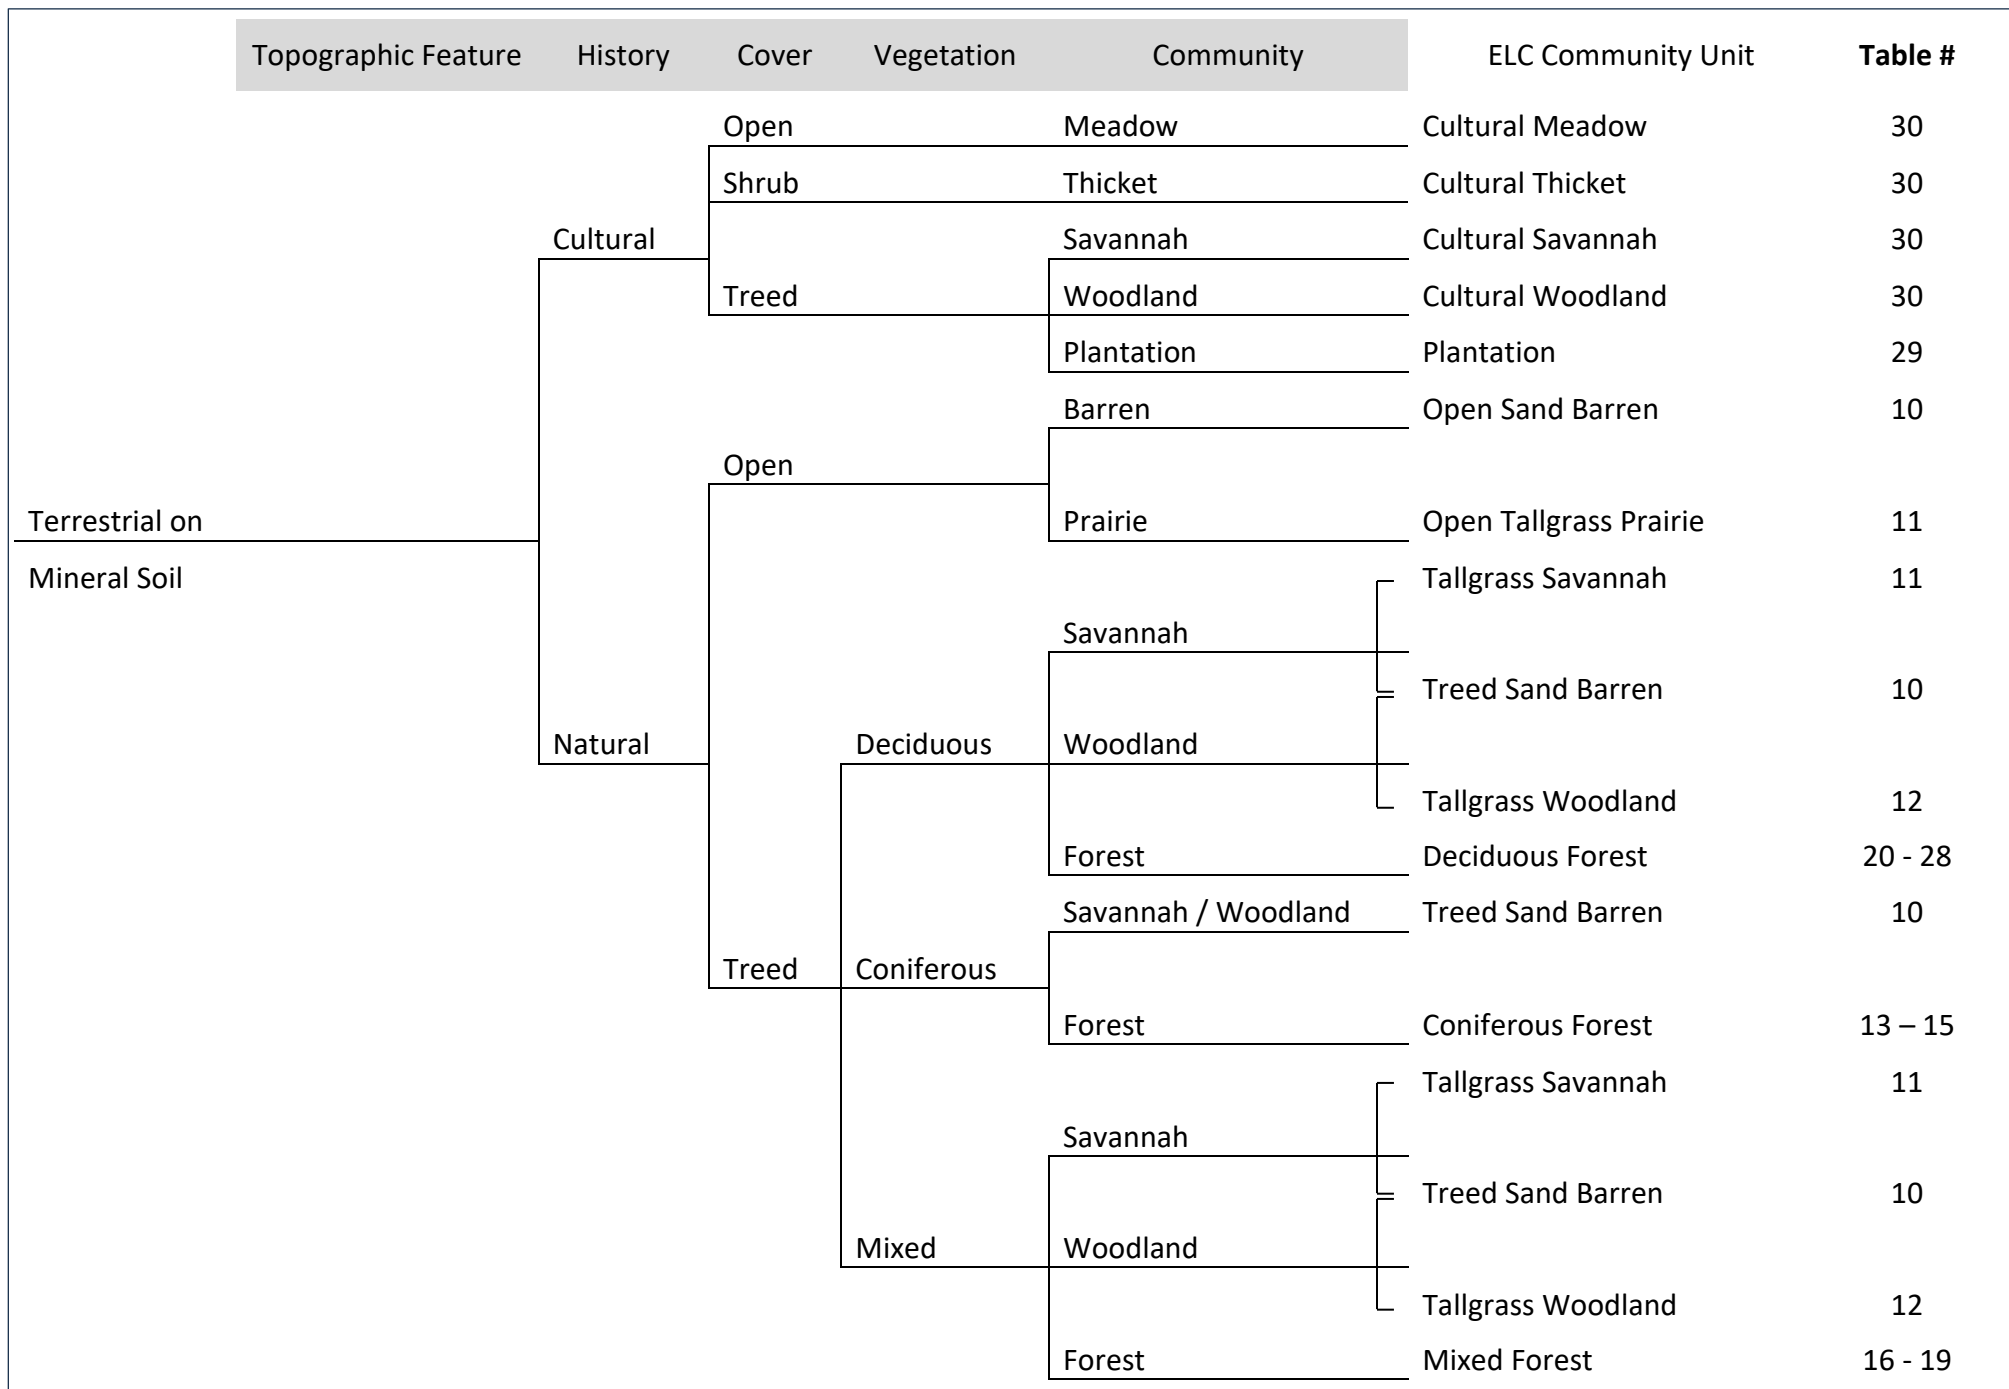 Topographic Feature History Cover Vegetation Community ELC Community Unit Table #
Open Meadow Cultural Meadow 30
Shrub Thicket Cultural Thicket 30
Cultural Savannah Cultural Savannah 30
Treed Woodland Cultural Woodland 30
Plantation Plantation 29
Barren Open Sand Barren 10
Open
Terrestrial on Prairie Open Tallgrass Prairie 11
Mineral Soil Tallgrass Savannah 11
Savannah
Treed Sand Barren 10
Natural Deciduous Woodland
Tallgrass Woodland 12
Forest Deciduous Forest 20 - 28
Savannah / Woodland Treed Sand Barren 10
Treed Coniferous
Forest Coniferous Forest 13 – 15
Tallgrass Savannah 11
Savannah
Treed Sand Barren 10
Mixed Woodland
Tallgrass Woodland 12
Forest Mixed Forest 16 - 19